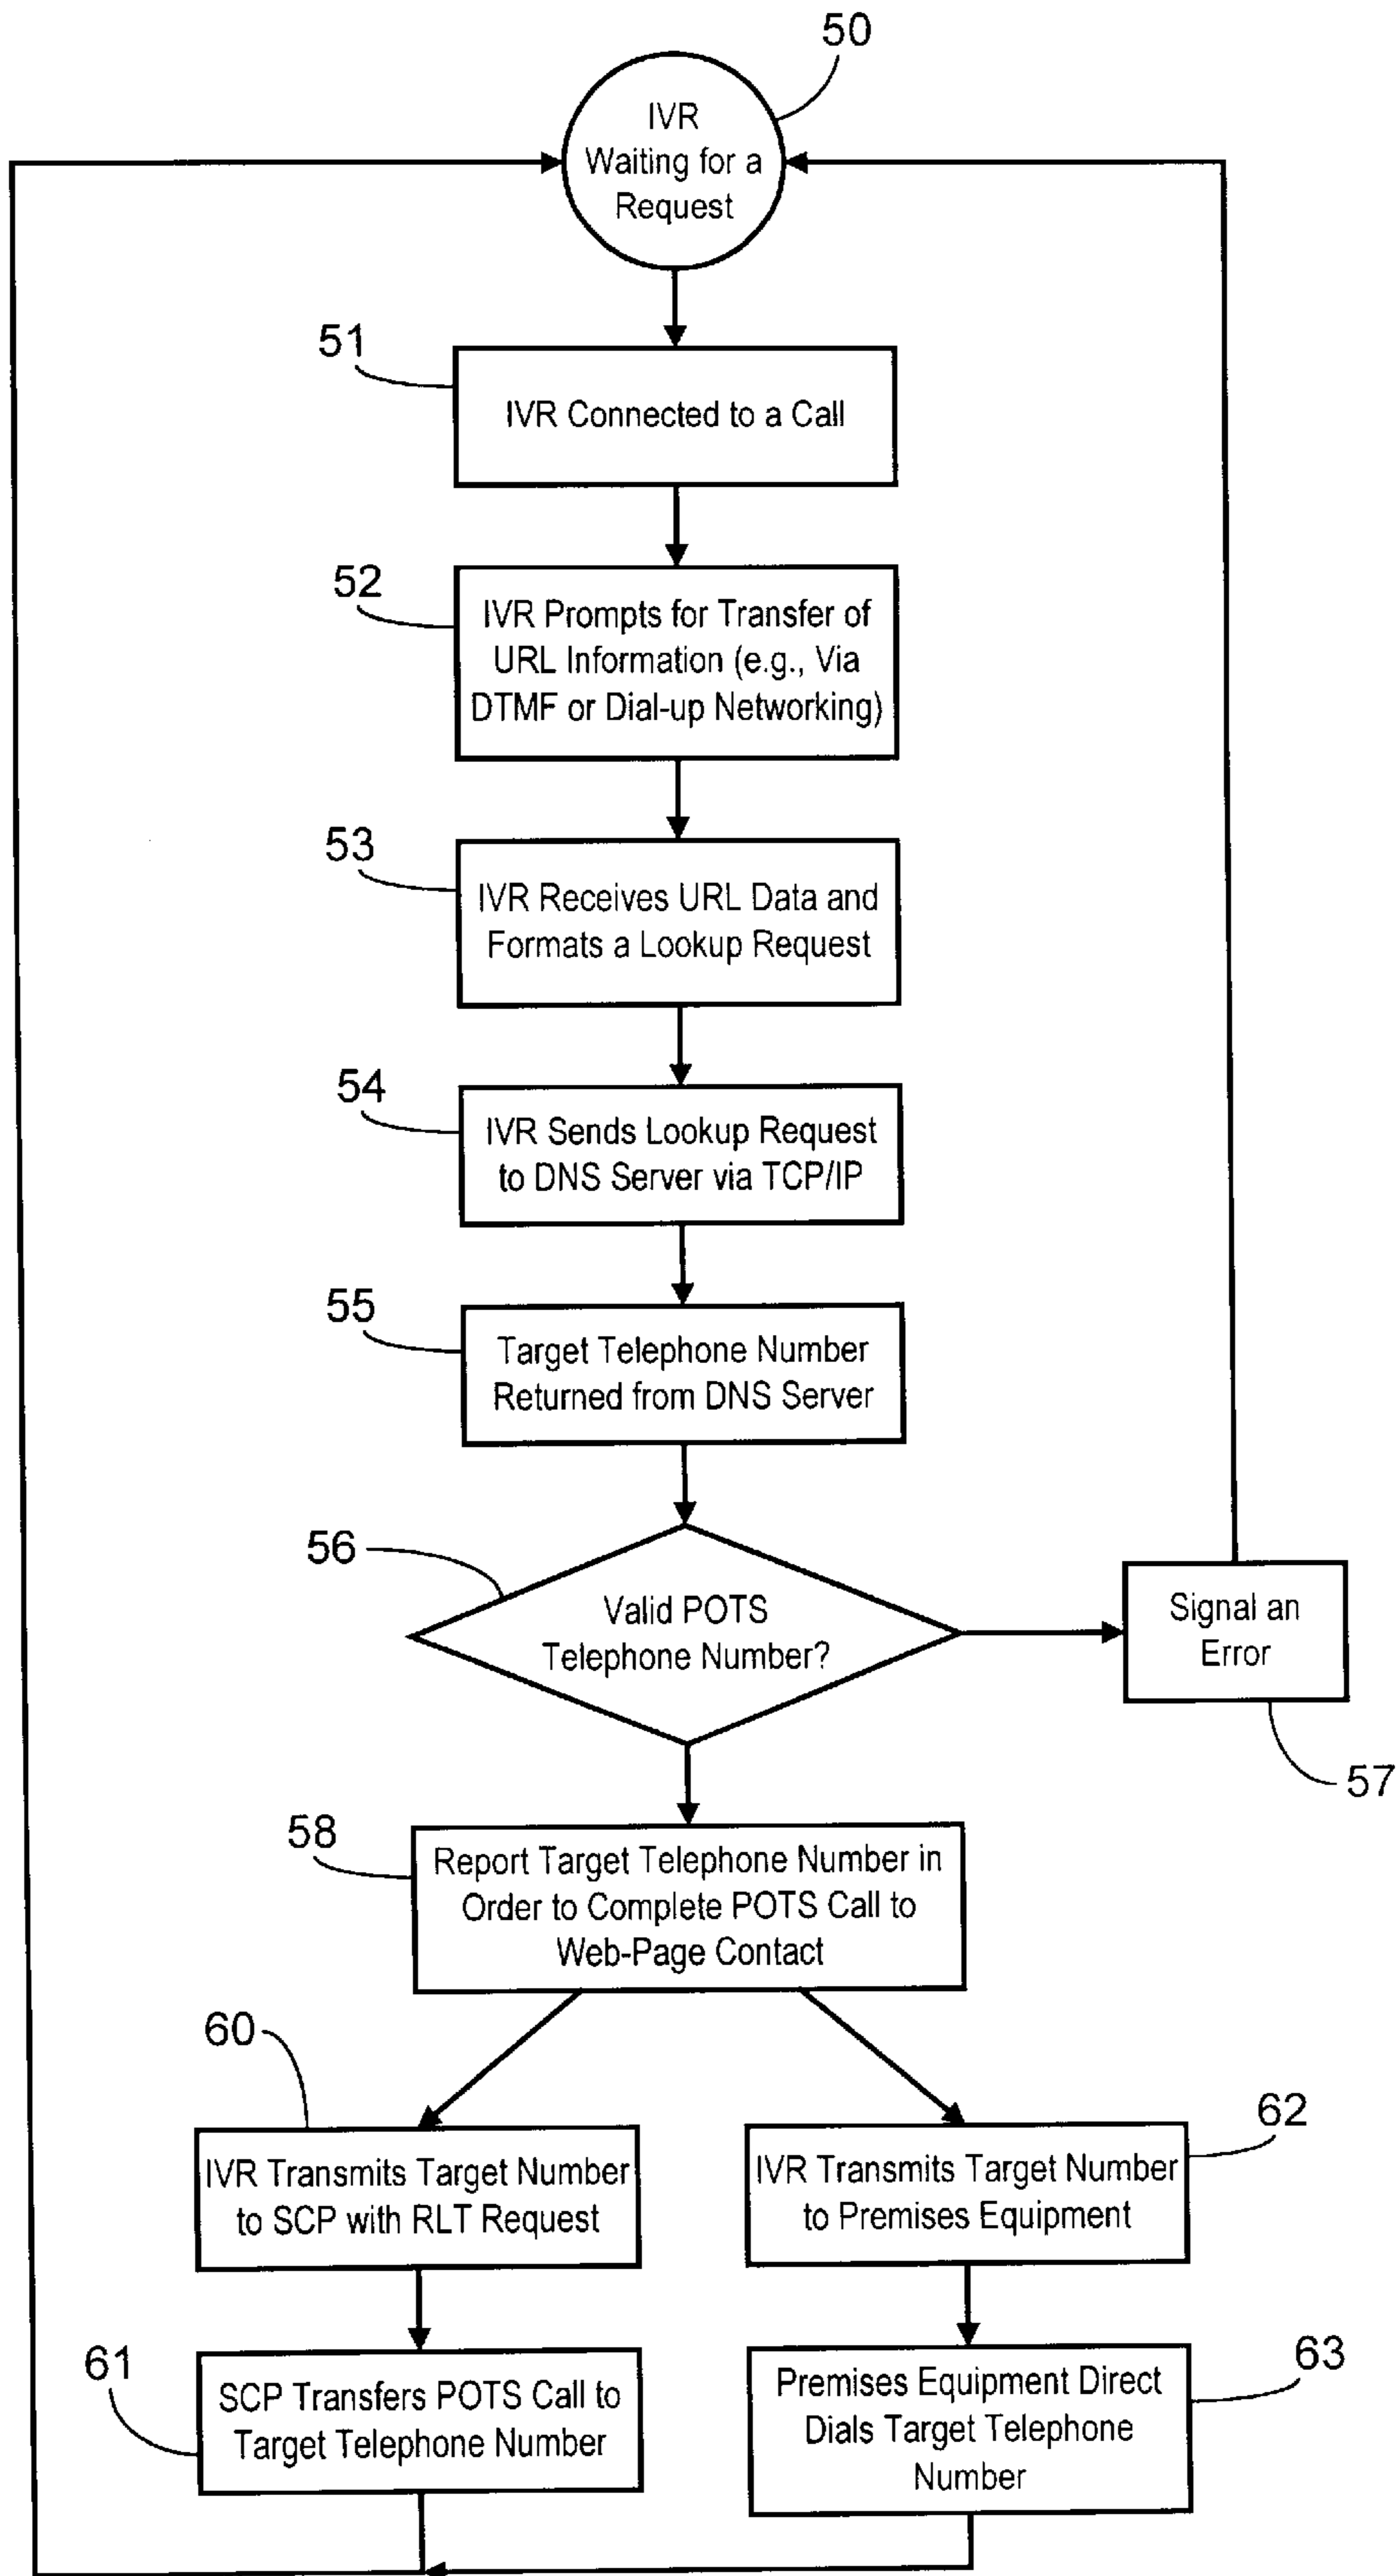 50
IVR
Waiting for a
Request
51
IVR Connected to a Call
52
IVR Prompts for Transfer of
URL Information (e.g., Via
DTMF or Dial-up Networking)
53
IVR Receives URL Data and
Formats a Lookup Request
54
IVR Sends Lookup Request
to DNS Server via TCP/IP
55
Target Telephone Number
Returned from DNS Server
56
Valid POTS
Telephone Number?
Signal an
Error
57
58
Report Target Telephone Number in
Order to Complete POTS Call to
Web-Page Contact
60
IVR Transmits Target Number
to SCP with RLT Request
62
IVR Transmits Target Number
to Premises Equipment
61
SCP Transfers POTS Call to
Target Telephone Number
63
Premises Equipment Direct
Dials Target Telephone
Number